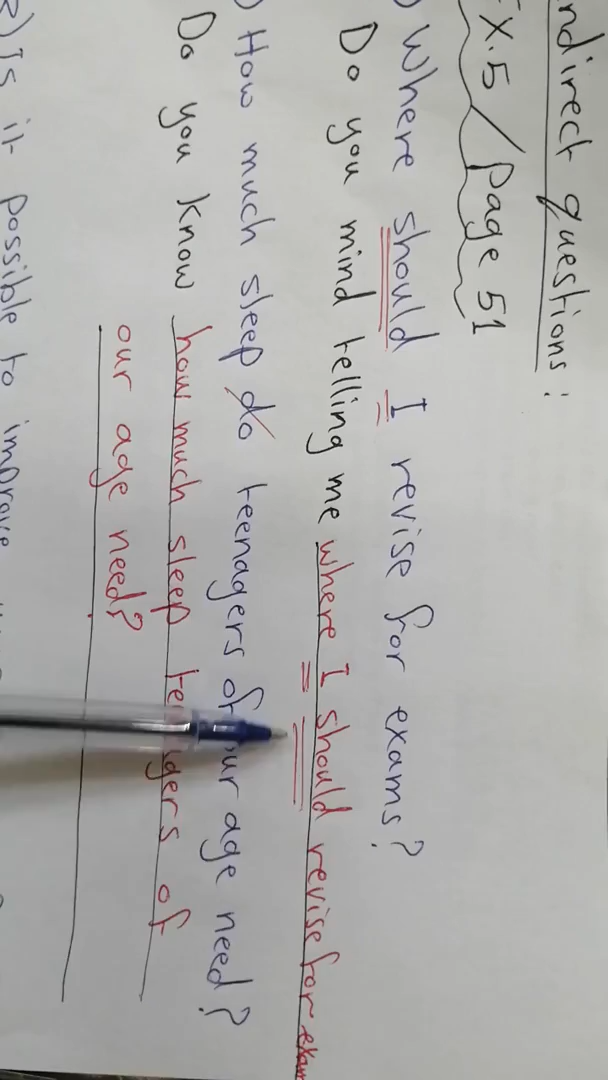 ndirect questions :
Ex.5 / Page 51
) Where should I revise for exams?
Do you mind telling me where I should revise for exam
) How much sleep do teenagers of our age need?
Do you know how much sleep teenagers of
our age need?
2) Is it possible to improve